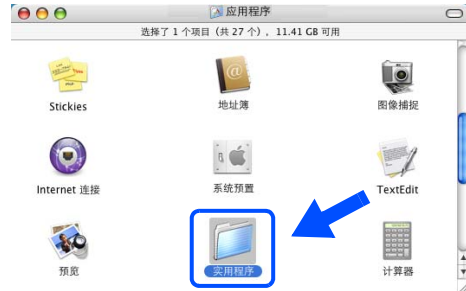 应用程序
选择了 1 个项目（共 27 个）, 11.41 GB 可用
Stickies
地址簿
图像捕捉
Internet 连接
系统预置
TextEdit
预览
实用程序
计算器